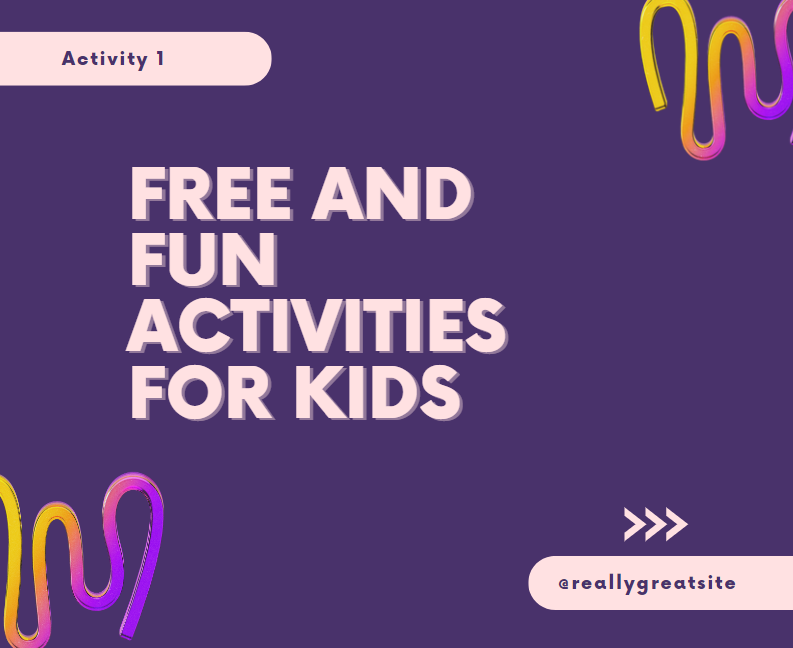 Activity 1
FREE AND
FUN
ACTIVITIES
FOR KIDS
@reallygreatsite